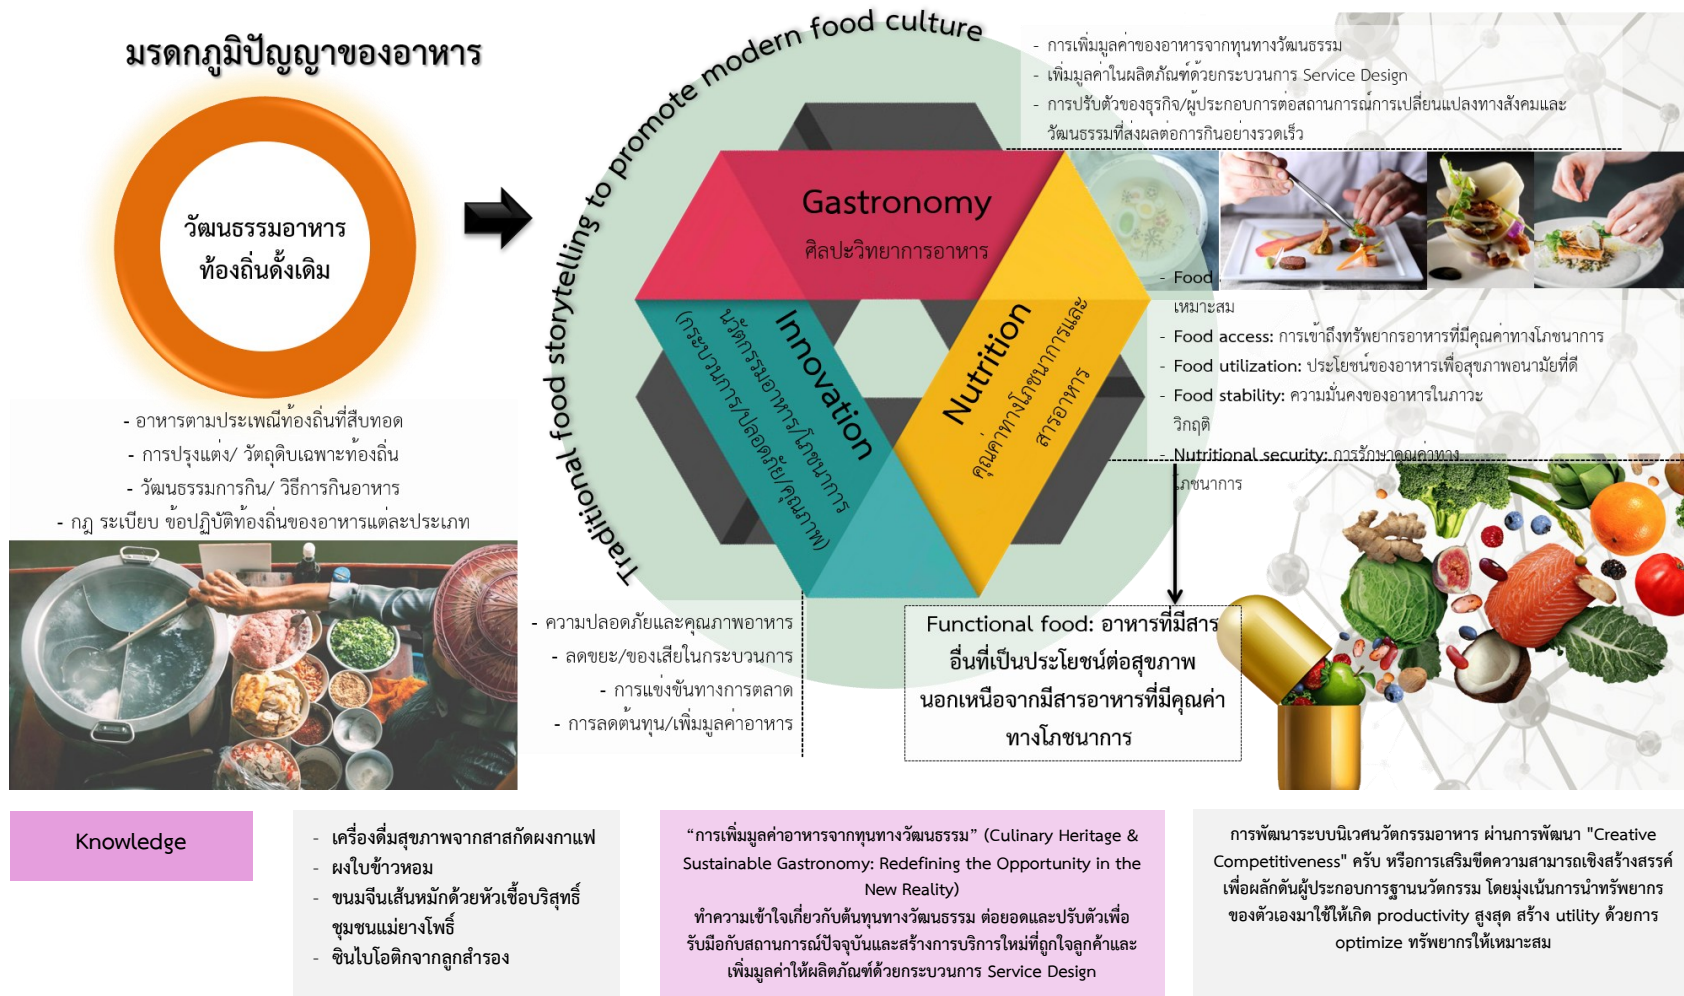 มรดกภูมิปัญญาของอาหาร
วัฒนธรรมอาหาร
ท้องถิ่นดั้งเดิม
- อาหารตามประเพณีท้องถิ่นที่สืบทอด
- การปรุงแต่ง/ วัตถุดิบเฉพาะท้องถิ่น
- วัฒนธรรมการกิน/ วิธีการกินอาหาร
- กฎ ระเบียบ ข้อปฏิบัติท้องถิ่นของอาหารแต่ละประเภท
Traditional food storytelling to promote modern food culture
Gastronomy
ศิลปะวิทยาการอาหาร
Innovation
นวัตกรรมอาหาร/โภชนาการ
(กระบวนการ/ปลอดภัย/คุณภาพ)
Nutrition
คุณค่าทางโภชนาการและ
สารอาหาร
- การเพิ่มมูลค่าของอาหารจากทุนทางวัฒนธรรม
- เพิ่มมูลค่าในผลิตภัณฑ์ด้วยกระบวนการ Service Design
- การปรับตัวของธุรกิจ/ผู้ประกอบการต่อสถานการณ์การเปลี่ยนแปลงทางสังคมและ
วัฒนธรรมที่ส่งผลต่อการกินอย่างรวดเร็ว
- Food
เหมาะสม
- Food access: การเข้าถึงทรัพยากรอาหารที่มีคุณค่าทางโภชนาการ
- Food utilization: ประโยชน์ของอาหารเพื่อสุขภาพอนามัยที่ดี
- Food stability: ความมั่นคงของอาหารในภาวะ
วิกฤติ
- Nutritional security: การรักษาคุณค่าทาง
โภชนาการ
- ความปลอดภัยและคุณภาพอาหาร
- ลดขยะ/ของเสียในกระบวนการ
- การแข่งขันทางการตลาด
- การลดต้นทุน/เพิ่มมูลค่าอาหาร
Functional food: อาหารที่มีสาร
อื่นที่เป็นประโยชน์ต่อสุขภาพ
นอกเหนือจากมีสารอาหารที่มีคุณค่า
ทางโภชนาการ
Knowledge
- เครื่องดื่มสุขภาพจากสาสกัดผงกาแฟ
- ผงใบข้าวหอม
- ขนมจีนเส้นหมักด้วยหัวเชื้อบริสุทธิ์
ชุมชนแม่ยางโพธิ์
- ซินไบโอติกจากลูกสำรอง
“การเพิ่มมูลค่าอาหารจากทุนทางวัฒนธรรม” (Culinary Heritage &
Sustainable Gastronomy: Redefining the Opportunity in the
New Reality)
ทำความเข้าใจเกี่ยวกับต้นทุนทางวัฒนธรรม ต่อยอดและปรับตัวเพื่อ
รับมือกับสถานการณ์ปัจจุบันและสร้างการบริการใหม่ที่ถูกใจลูกค้าและ
เพิ่มมูลค่าให้ผลิตภัณฑ์ด้วยกระบวนการ Service Design
การพัฒนาระบบนิเวศนวัตกรรมอาหาร ผ่านการพัฒนา "Creative
Competitiveness" ครับ หรือการเสริมขีดความสามารถเชิงสร้างสรรค์
เพื่อผลักดันผู้ประกอบการฐานนวัตกรรม โดยมุ่งเน้นการนำทรัพยากร
ของตัวเองมาใช้ให้เกิด productivity สูงสุด สร้าง utility ด้วยการ
optimize ทรัพยากรให้เหมาะสม